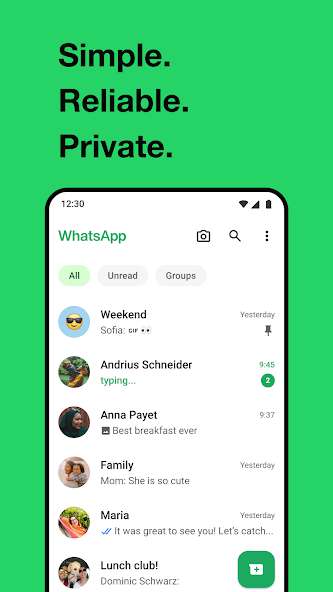 Simple.
Reliable.
Private.
12:30
WhatsApp
All Unread Groups
Weekend Yesterday
Sofia: GIF 👀
Andrius Schneider 9:45
typing... 2
Anna Payet 9:37
Best breakfast ever
Family Yesterday
Mom: She is so cute
Maria Yesterday
It was great to see you! Let's catch...
Lunch club!
Dominic Schwarz: